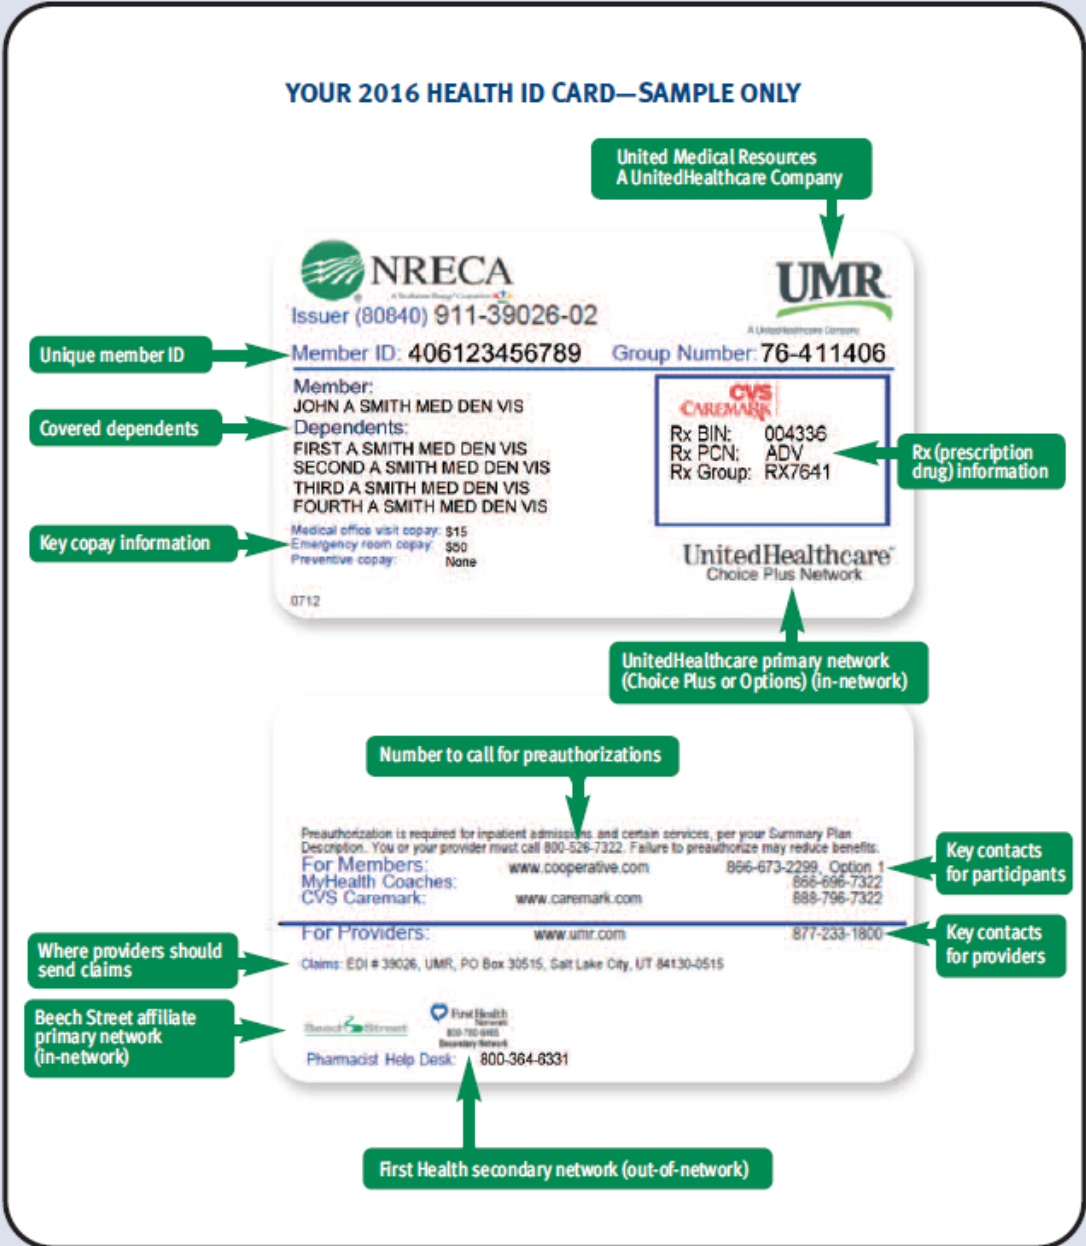 YOUR 2016 HEALTH ID CARD—SAMPLE ONLY
United Medical Resources
A UnitedHealthcare Company
NRECA
UMR
A UnitedHealthcare Company
Issuer (80840) 911-39026-02
Unique member ID
Member ID: 406123456789 Group Number: 76-411406
Member:
JOHN A SMITH MED DEN VIS
Covered dependents
Dependents:
FIRST A SMITH MED DEN VIS
SECOND A SMITH MED DEN VIS
THIRD A SMITH MED DEN VIS
FOURTH A SMITH MED DEN VIS
CVS
CAREMARK
Rx BIN: 004336
Rx PCN: ADV
Rx Group: RX7641
Rx (prescription
drug) information
Key copay information
Medical office visit copay: $15
Emergency room copay: $50
Preventive copay: None
UnitedHealthcare
Choice Plus Network
0712
UnitedHealthcare primary network
(Choice Plus or Options) (in-network)
Number to call for preauthorizations
Preauthorization is required for inpatient admissions and certain services, per your Summary Plan
Description. You or your provider must call 800-526-7322. Failure to preauthorize may reduce benefits.
For Members: www.cooperative.com 866-673-2299, Option 1
MyHealth Coaches: 866-696-7322
CVS Caremark: www.caremark.com 888-796-7322
Key contacts
for participants
For Providers: www.umr.com 877-233-1800
Key contacts
for providers
Where providers should
send claims
Claims: EDI # 39026, UMR, PO Box 30515, Salt Lake City, UT 84130-0515
Beech Street affiliate
primary network
(in-network)
Beech Street
First Health
Network
Secondary Network
Pharmacist Help Desk: 800-364-6331
First Health secondary network (out-of-network)